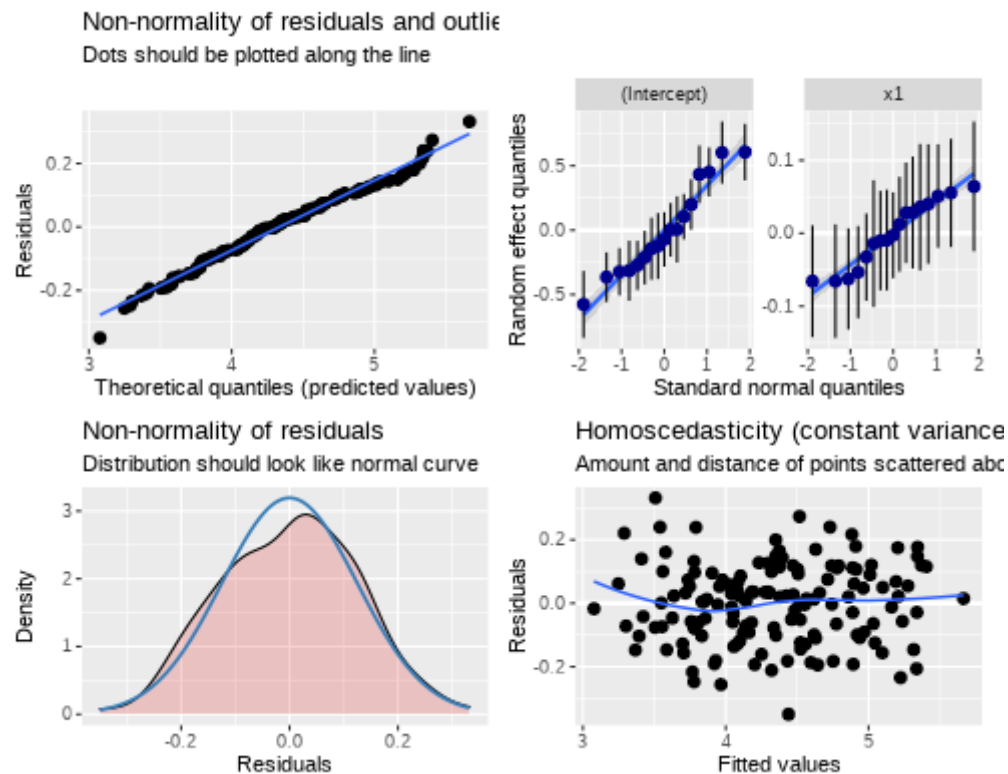 Non-normality of residuals and outlie
Dots should be plotted along the line
Residuals
0.2
0.0
-0.2
3
4
5
Theoretical quantiles (predicted values)
(Intercept)
x1
Random effect quantiles
0.5
0.0
-0.5
0.1
0.0
-0.1
-2
-1
0
1
2
-2
-1
0
1
2
Standard normal quantiles
Non-normality of residuals
Distribution should look like normal curve
Density
3
2
1
0
-0.2
0.0
0.2
Residuals
Homoscedasticity (constant variance
Amount and distance of points scattered abo
Residuals
0.2
0.0
-0.2
3
4
5
Fitted values